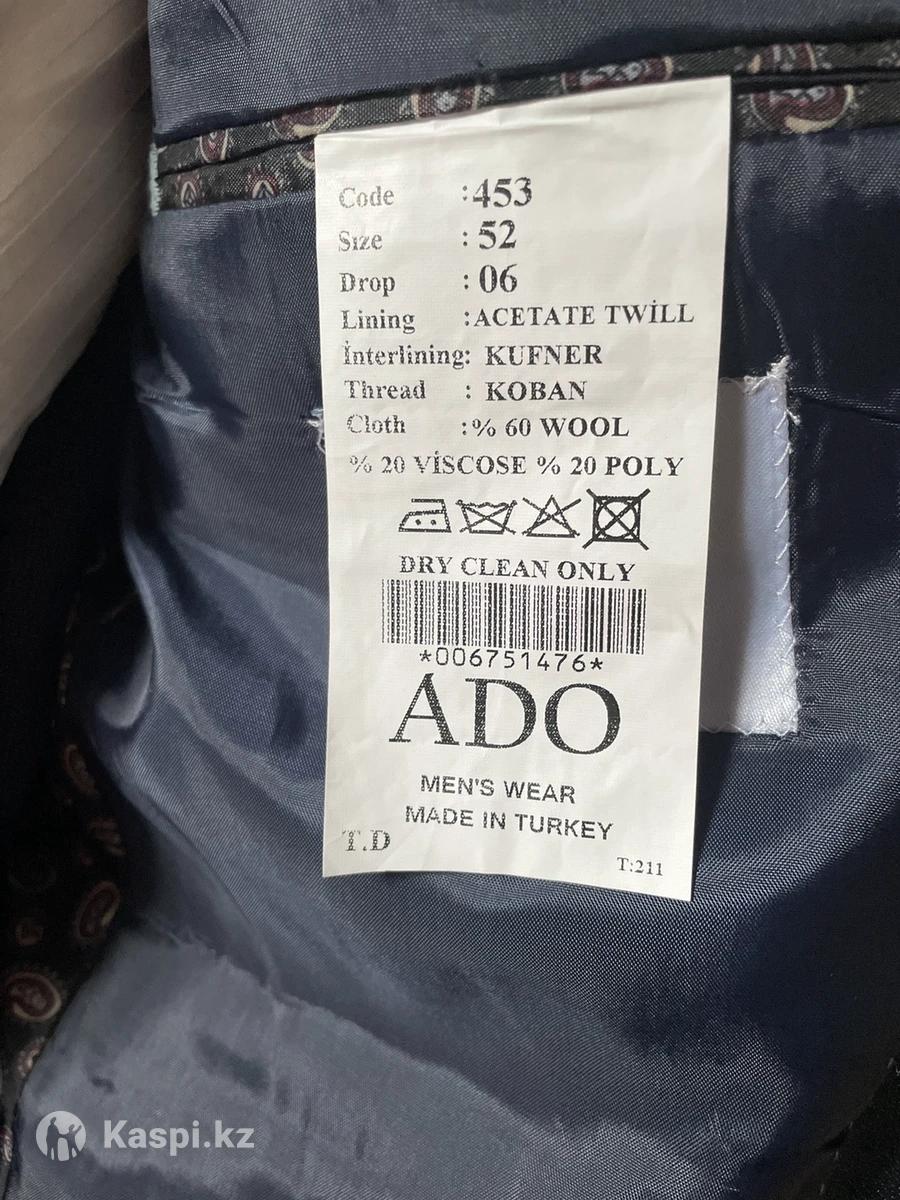 Code :453
Sıze : 52
Drop : 06
Lining :ACETATE TWİLL
İnterlining: KUFNER
Thread : KOBAN
Cloth :% 60 WOOL
% 20 VİSCOSE % 20 POLY
DRY CLEAN ONLY
*006751476*
ADO
MEN'S WEAR
MADE IN TURKEY
T.D
T:211
Kaspi.kz